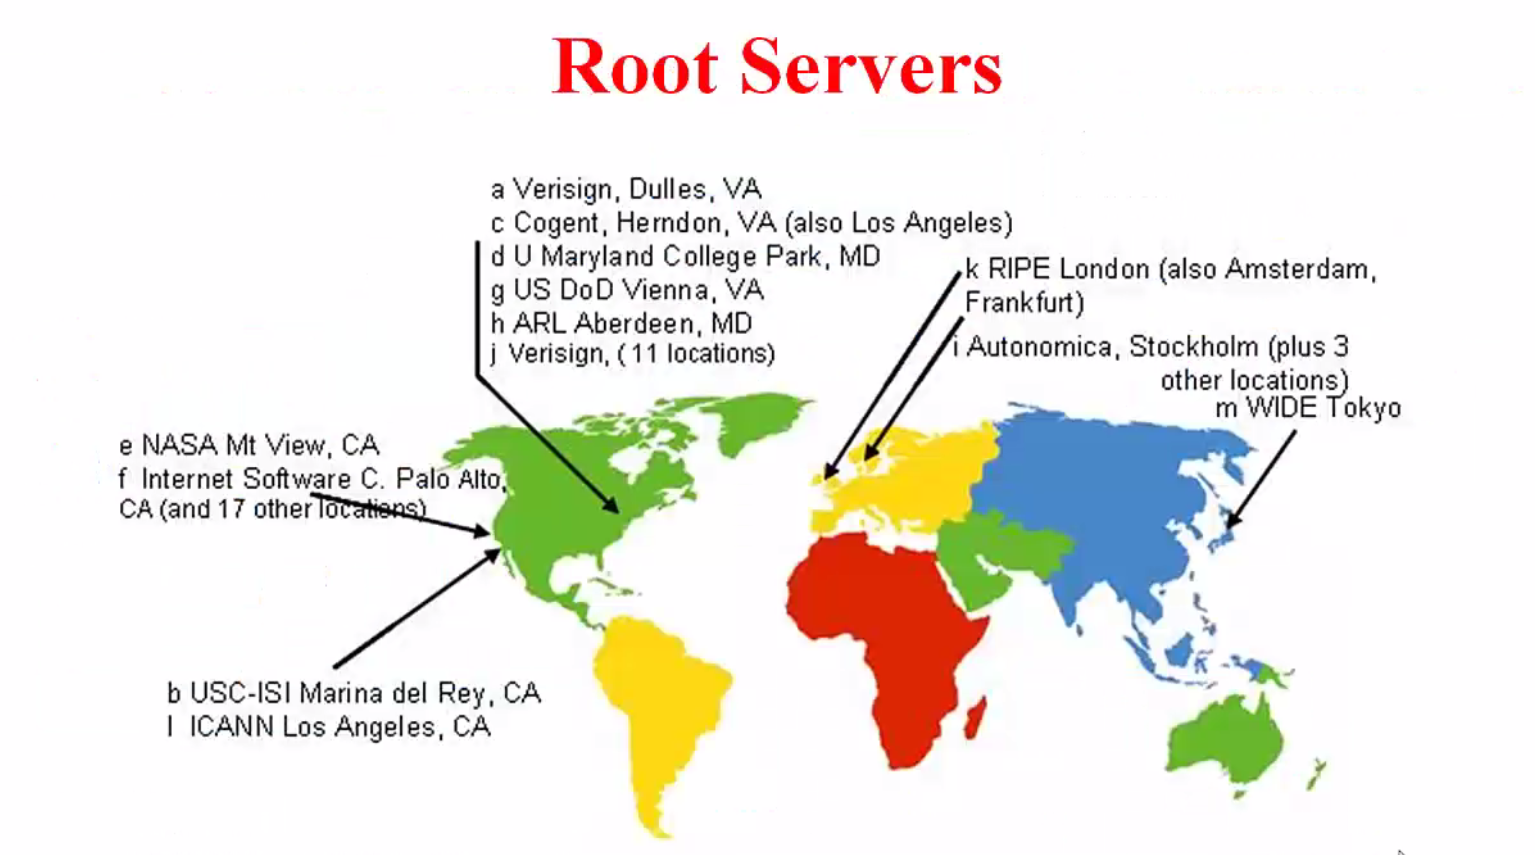 Root Servers
a Verisign, Dulles, VA
c Cogent, Herndon, VA (also Los Angeles)
d U Maryland College Park, MD
g US DoD Vienna, VA
h ARL Aberdeen, MD
j Verisign, (11 locations)
k RIPE London (also Amsterdam,
Frankfurt)
i Autonomica, Stockholm (plus 3
other locations)
m WIDE Tokyo
e NASA Mt View, CA
f Internet Software C. Palo Alto,
CA (and 17 other locations)
b USC-ISI Marina del Rey, CA
l ICANN Los Angeles, CA